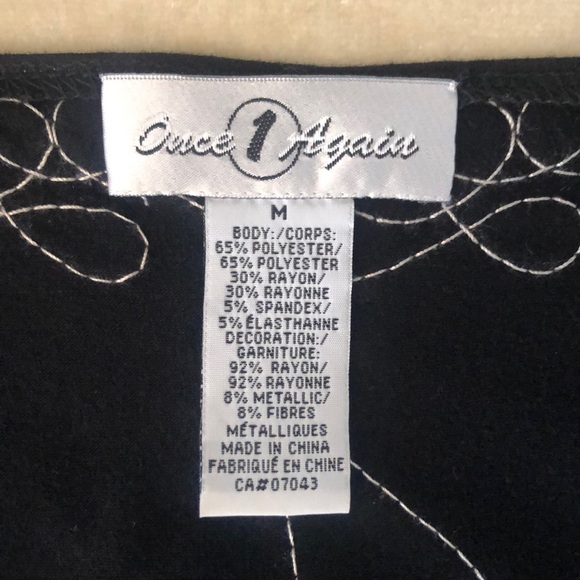 Once 1 Again
M
BODY:/CORPS:
65% POLYESTER/
65% POLYESTER
30% RAYON/
30% RAYONNE
5% SPANDEX/
5% ÉLASTHANNE
DECORATION:/
GARNITURE:
92% RAYON/
92% RAYONNE
8% METALLIC/
8% FIBRES
MÉTALLIQUES
MADE IN CHINA
FABRIQUÉ EN CHINE
CA#07043